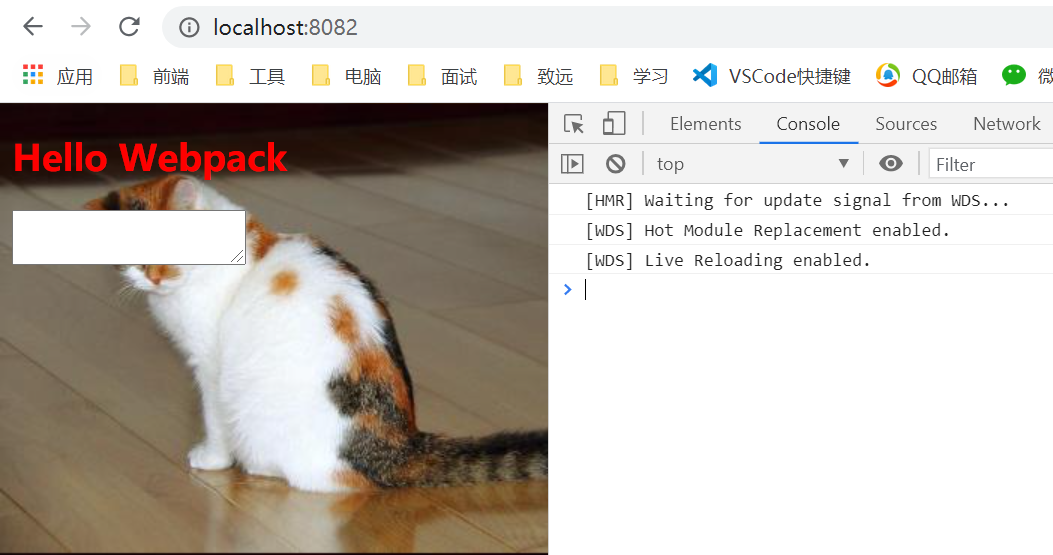 localhost:8082
应用 前端 工具 电脑 面试 致远 学习 VSCode快捷键 QQ邮箱
Hello Webpack
Elements Console Sources Network
top Filter
[HMR] Waiting for update signal from WDS...
[WDS] Hot Module Replacement enabled.
[WDS] Live Reloading enabled.